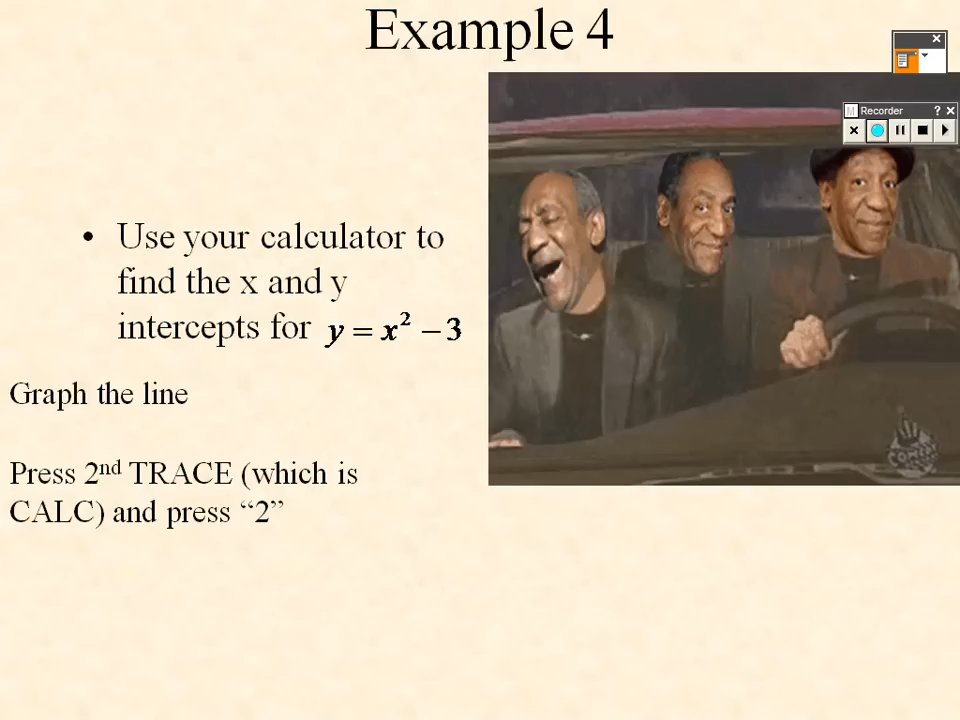 Example 4
Recorder
• Use your calculator to
find the x and y
intercepts for y = x² − 3
Graph the line
Press 2nd TRACE (which is
CALC) and press “2”